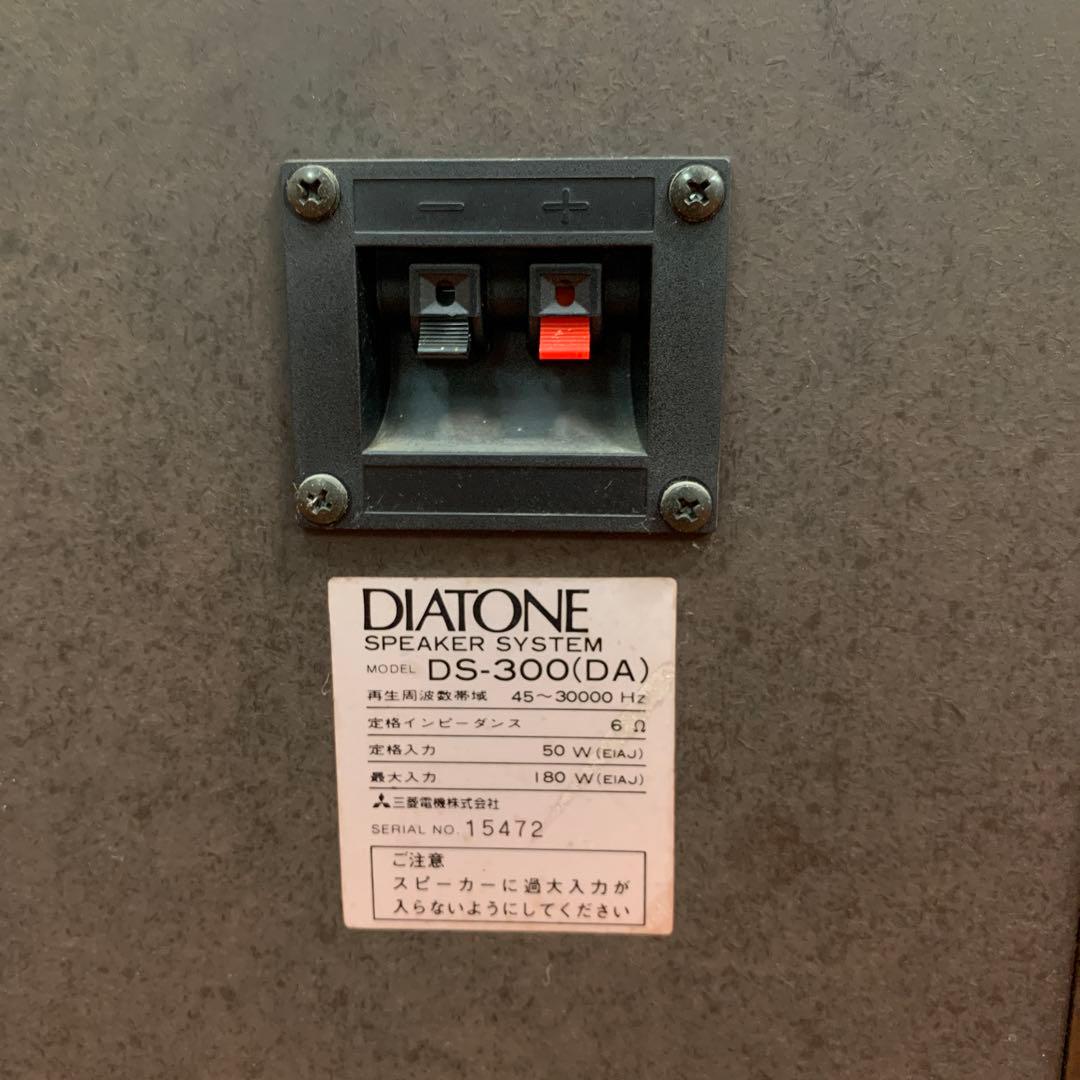 − +
DIATONE
SPEAKER SYSTEM
MODEL DS-300(DA)
再生周波数帯域 45〜30000 Hz
定格インピーダンス 6 Ω
定格入力 50 W(EIAJ)
最大入力 180 W(EIAJ)
三菱電機株式会社
SERIAL NO. 15472
ご注意
スピーカーに過大入力が
入らないようにしてください